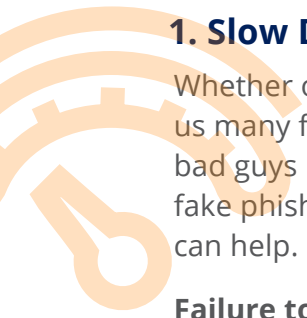 1. Slow
Whether
us many
bad guys
fake phish
can help.
Failure to